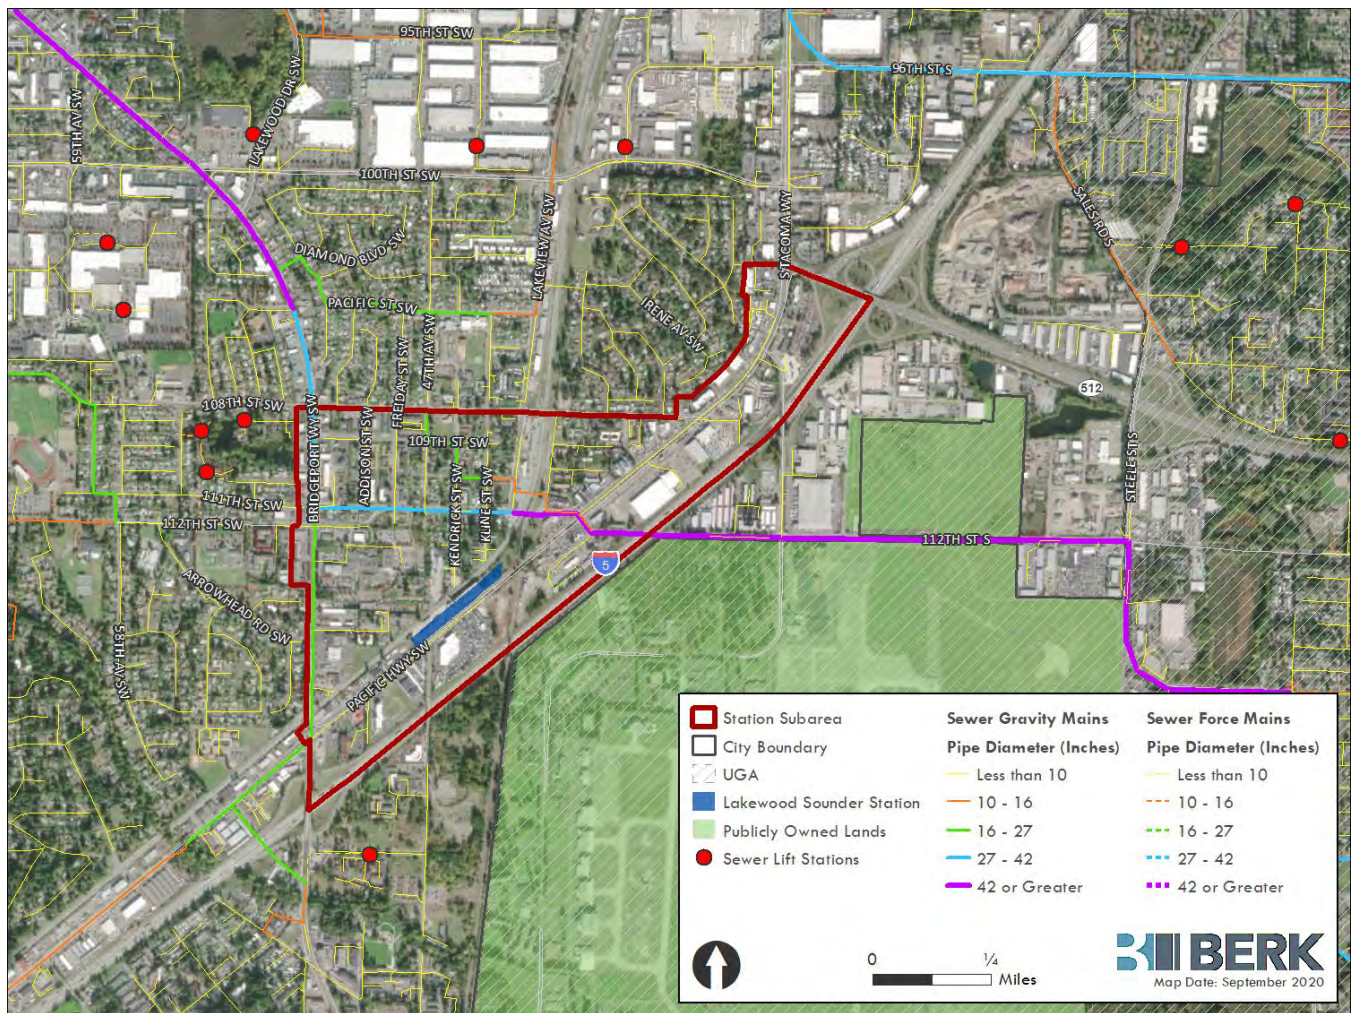 95TH ST SW
96TH ST S
59TH AV SW
LAKEWOOD DR SW
100TH ST SW
LAKEVIEW AV SW
S TACOMA WY
SALES RD S
DIAMOND BLVD SW
PACIFIC ST SW
IRENE AV SW
47TH AV SW
FREIDAY ST SW
512
108TH ST SW
BRIDGEPORT WY SW
ADDISON ST SW
109TH ST SW
STEELE ST S
KENDRICK ST SW
KLINE ST SW
111TH ST SW
112TH ST SW
112TH ST S
5
ARROWHEAD RD SW
58TH AV SW
PACIFIC HWY SW
Station Subarea
City Boundary
UGA
Lakewood Sounder Station
Publicly Owned Lands
Sewer Lift Stations
Sewer Gravity Mains
Pipe Diameter (Inches)
Less than 10
10 - 16
16 - 27
27 - 42
42 or Greater
Sewer Force Mains
Pipe Diameter (Inches)
Less than 10
10 - 16
16 - 27
27 - 42
42 or Greater
0 ¼
Miles
BERK
Map Date: September 2020